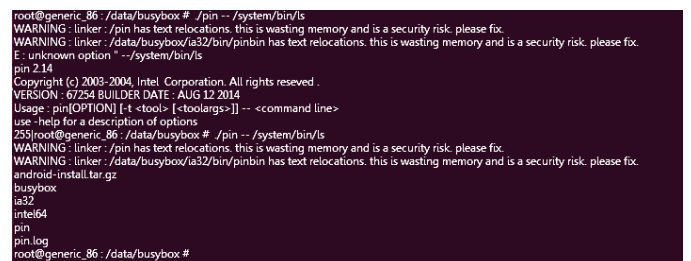 root@generic_86 : /data/busybox # ./pin -- /system/bin/ls
WARNING : linker : /pin has text relocations. this is wasting memory and is a security risk. please fix.
WARNING : linker : /data/busybox/ia32/bin/pinbin has text relocations. this is wasting memory and is a security risk. please fix.
E : unknown option " --/system/bin/ls
pin 2.14
Copyright (c) 2003-2004, Intel Corporation. All rights reseved .
VERSION : 67254 BUILDER DATE : AUG 12 2014
Usage : pin[OPTION] [-t <tool> [<toolargs>]] -- <command line>
use -help for a description of options
255|root@generic_86 : /data/busybox # ./pin -- /system/bin/ls
WARNING : linker : /pin has text relocations. this is wasting memory and is a security risk. please fix.
WARNING : linker : /data/busybox/ia32/bin/pinbin has text relocations. this is wasting memory and is a security risk. please fix.
android-install.tar.gz
busybox
ia32
intel64
pin
pin.log
root@generic_86 : /data/busybox #